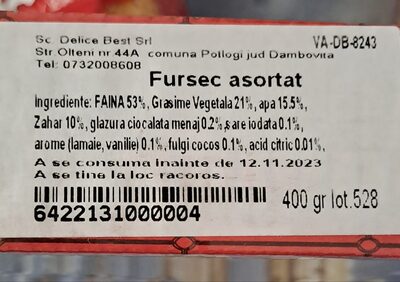 Sc. Delice Best Srl VA-DB-8243
Str Olteni nr 44A comuna Potlogi jud Dambovita
Tel: 0732008608
Fursec asortat
Ingrediente: FAINA 53%, Grasime Vegetala 21%, apa 15.5%,
Zahar 10%, glazura ciocalata menaj 0.2%, sare iodata 0.1%,
arome (lamaie, vanilie) 0.1%, fulgi cocos 0.1%, acid citric 0.01%,
A se consuma inainte de 12.11.2023
A se tine la loc racoros.
6422131000004 400 gr lot.528